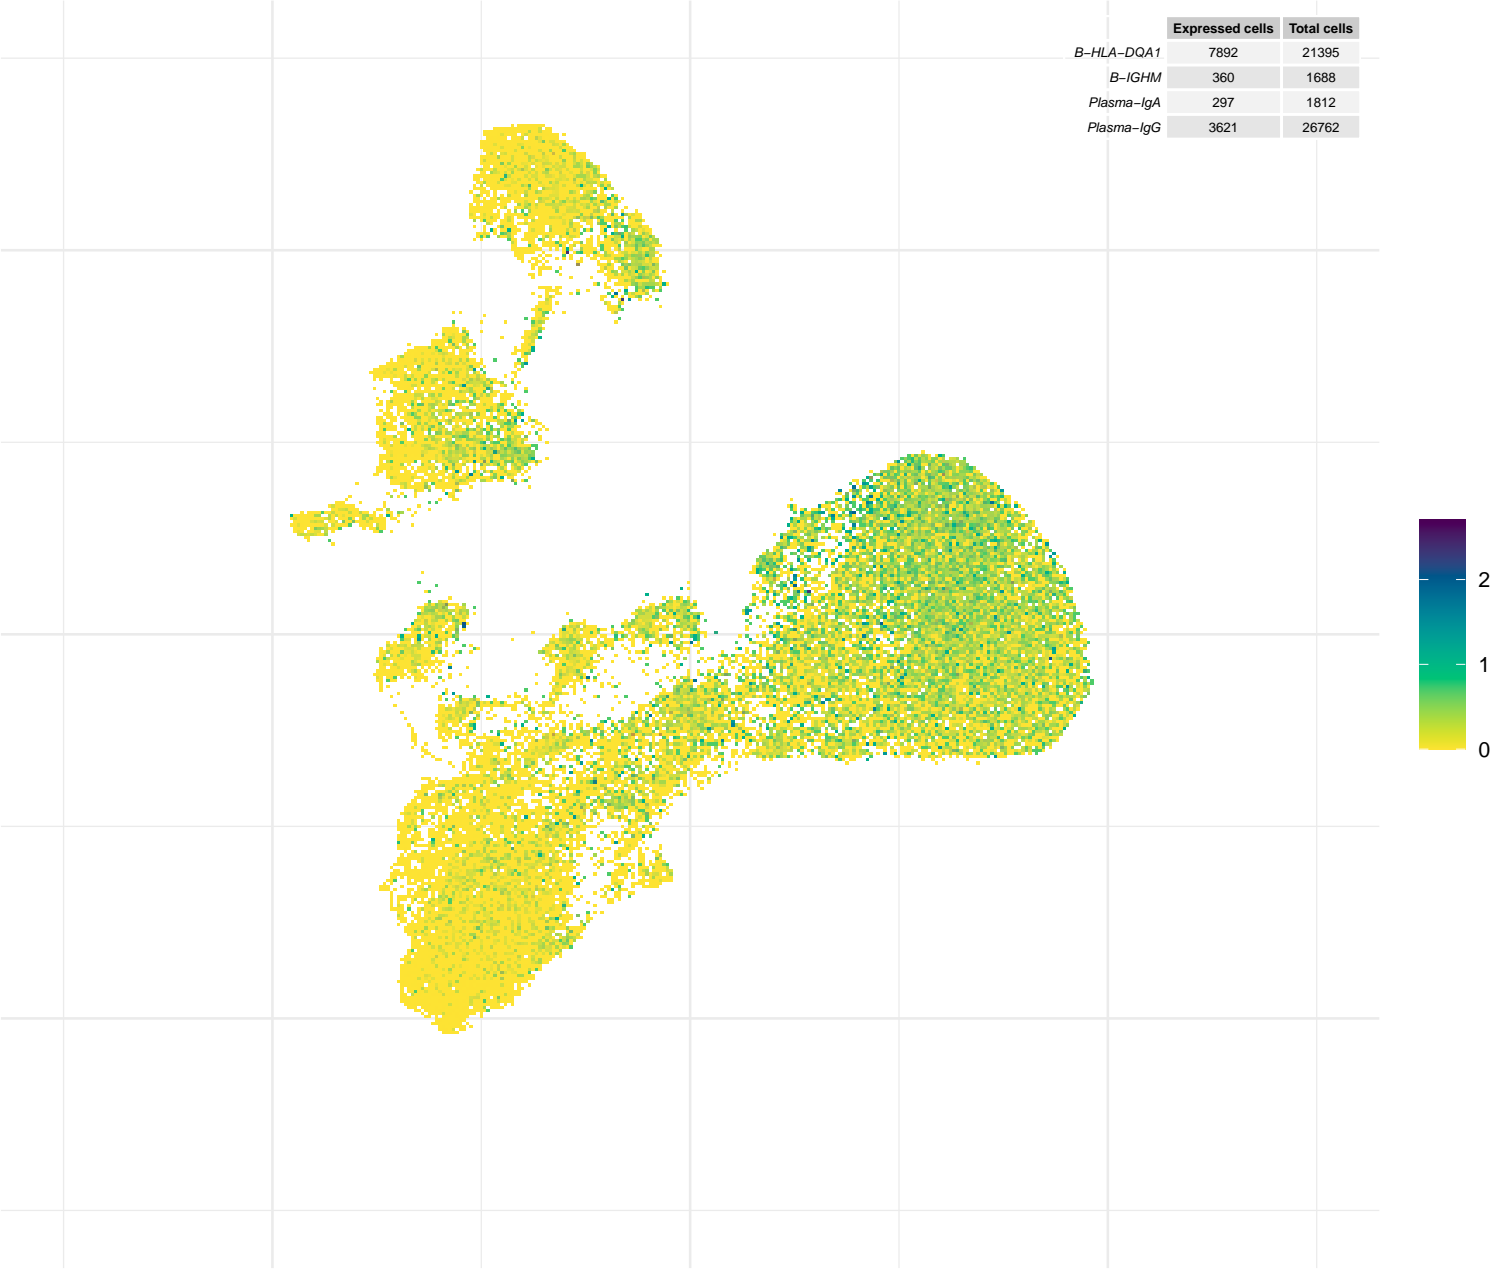 Expressed cells Total cells
B−HLA−DQA1 7892 21395
B−IGHM 360 1688
Plasma−IgA 297 1812
Plasma−IgG 3621 26762
2
1
0